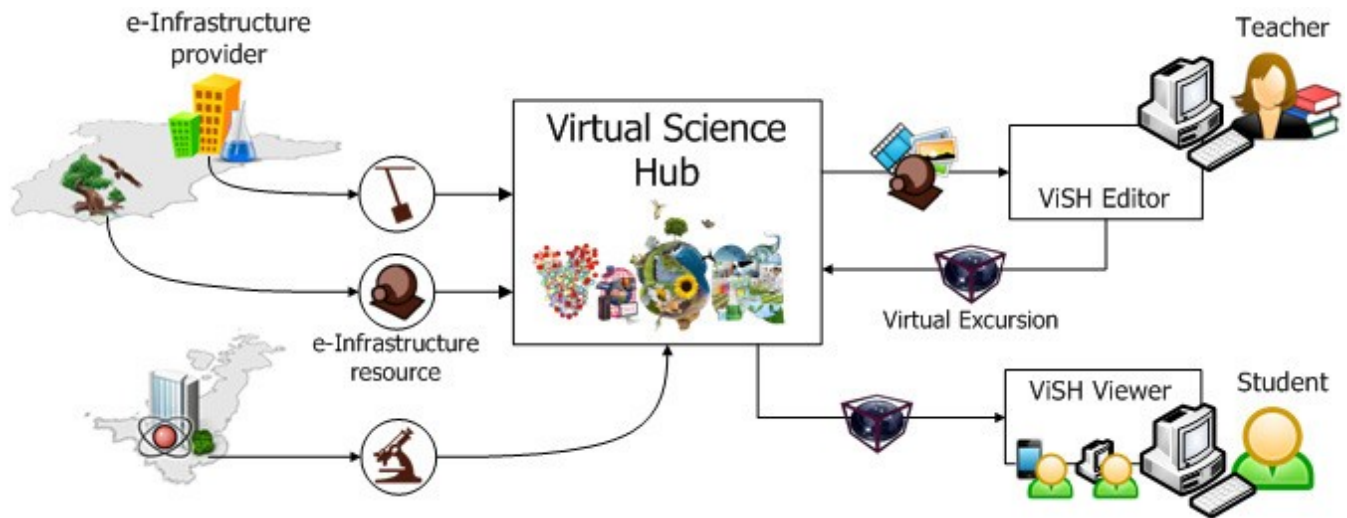 e-Infrastructure
provider
Teacher
Virtual Science
Hub
ViSH Editor
Virtual Excursion
e-Infrastructure
resource
ViSH Viewer
Student